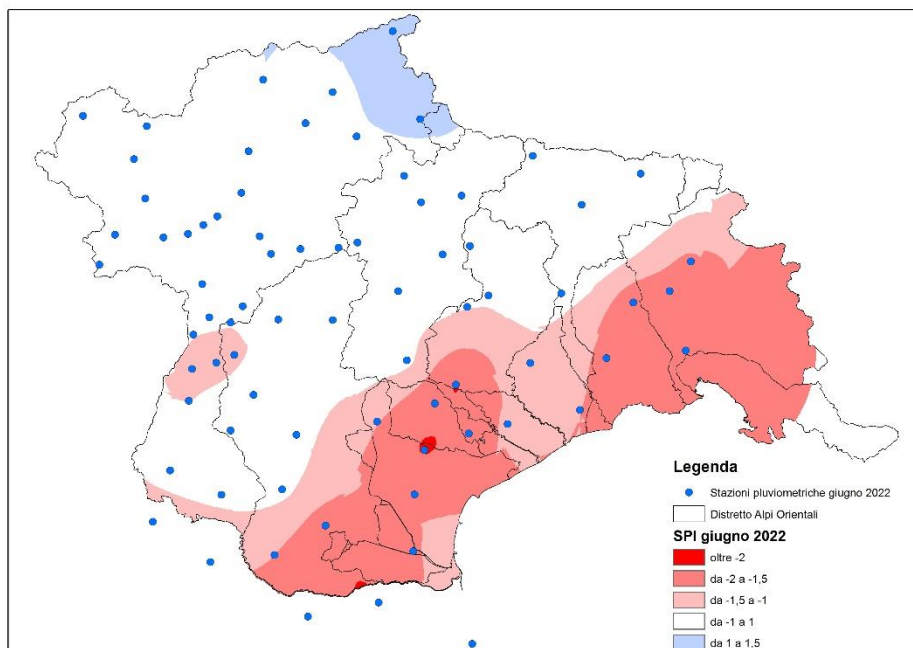 Legenda
Stazioni pluviometriche giugno 2022
Distretto Alpi Orientali
SPI giugno 2022
oltre -2
da -2 a -1,5
da -1,5 a -1
da -1 a 1
da 1 a 1,5